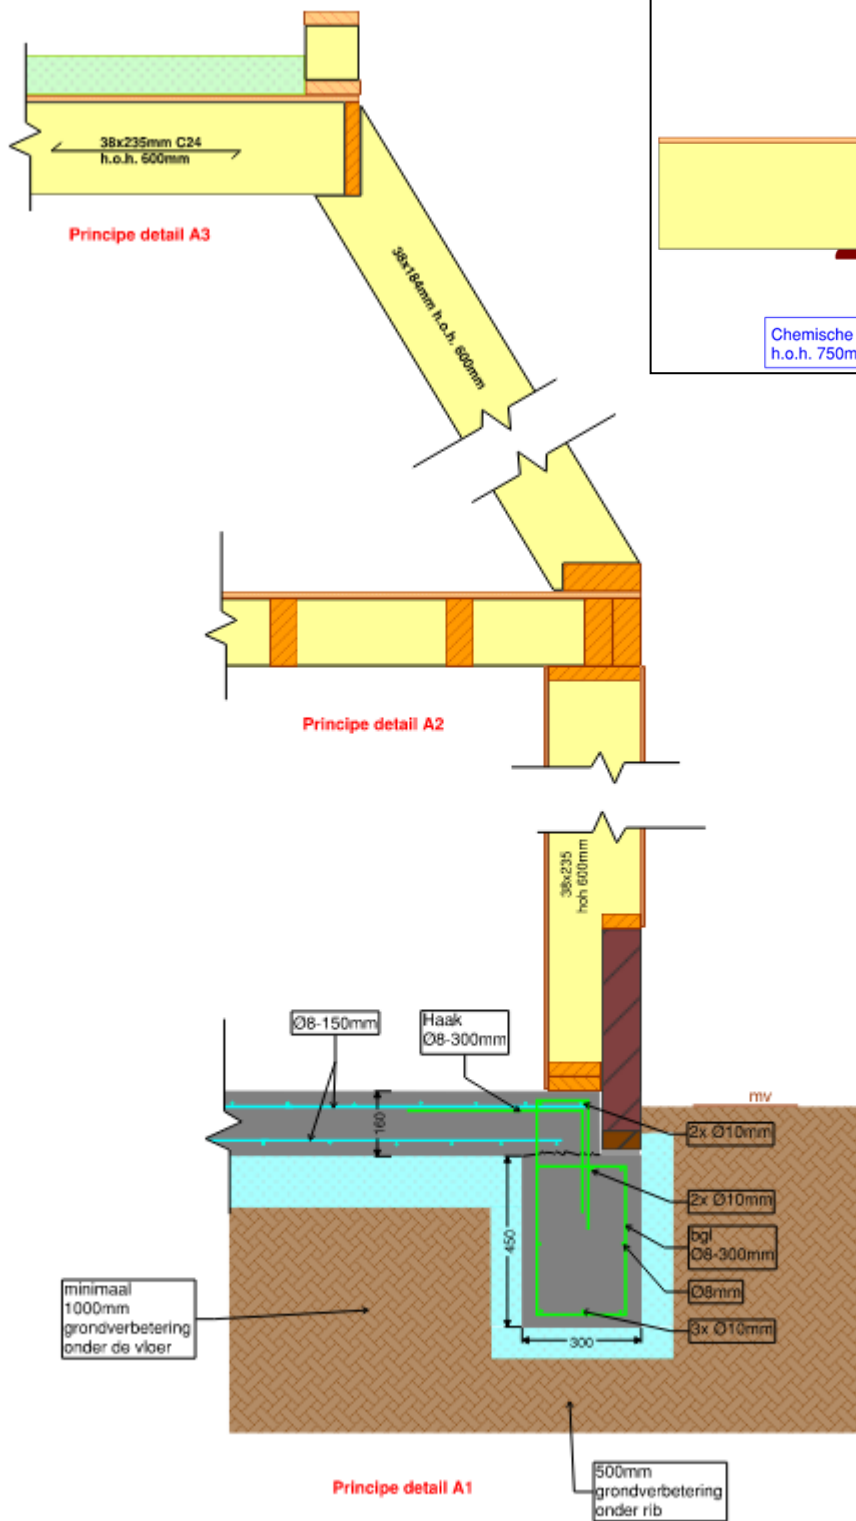 38x235mm C24
h.o.h. 600mm
Principe detail A3
38x184mm h.o.h. 600mm
Chemische
h.o.h. 750m
Principe detail A2
38x235
hoh 600mm
Ø8-150mm
Haak
Ø8-300mm
mv
160
2x Ø10mm
2x Ø10mm
450
bgl
Ø8-300mm
Ø8mm
minimaal
1000mm
grondverbetering
onder de vloer
3x Ø10mm
300
Principe detail A1
500mm
grondverbetering
onder rib